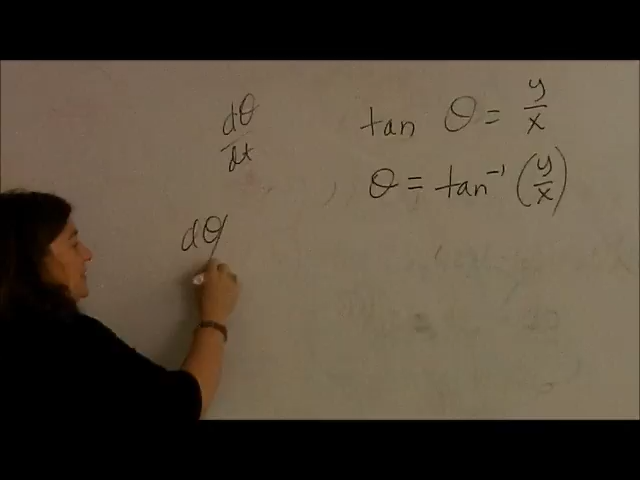 dθ/dt
tan θ = y/x
θ = tan⁻¹ (y/x)
dθ/